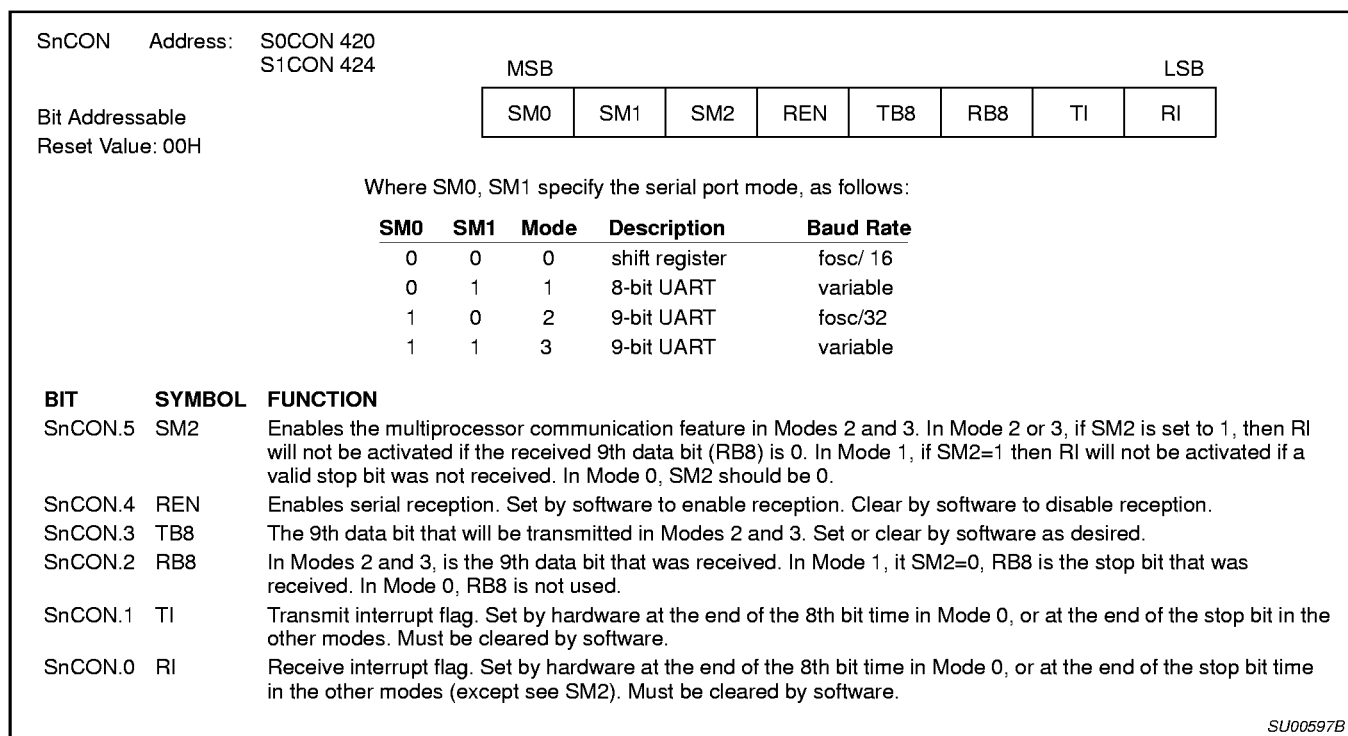 SnCON Address: S0CON 420
S1CON 424
MSB LSB
Bit Addressable
Reset Value: 00H
SM0 SM1 SM2 REN TB8 RB8 TI RI
Where SM0, SM1 specify the serial port mode, as follows:
SM0 SM1 Mode Description Baud Rate
0 0 0 shift register fosc/ 16
0 1 1 8-bit UART variable
1 0 2 9-bit UART fosc/32
1 1 3 9-bit UART variable
BIT SYMBOL FUNCTION
SnCON.5 SM2 Enables the multiprocessor communication feature in Modes 2 and 3. In Mode 2 or 3, if SM2 is set to 1, then RI
will not be activated if the received 9th data bit (RB8) is 0. In Mode 1, if SM2=1 then RI will not be activated if a
valid stop bit was not received. In Mode 0, SM2 should be 0.
SnCON.4 REN Enables serial reception. Set by software to enable reception. Clear by software to disable reception.
SnCON.3 TB8 The 9th data bit that will be transmitted in Modes 2 and 3. Set or clear by software as desired.
SnCON.2 RB8 In Modes 2 and 3, is the 9th data bit that was received. In Mode 1, it SM2=0, RB8 is the stop bit that was
received. In Mode 0, RB8 is not used.
SnCON.1 TI Transmit interrupt flag. Set by hardware at the end of the 8th bit time in Mode 0, or at the end of the stop bit in the
other modes. Must be cleared by software.
SnCON.0 RI Receive interrupt flag. Set by hardware at the end of the 8th bit time in Mode 0, or at the end of the stop bit time
in the other modes (except see SM2). Must be cleared by software.
SU00597B